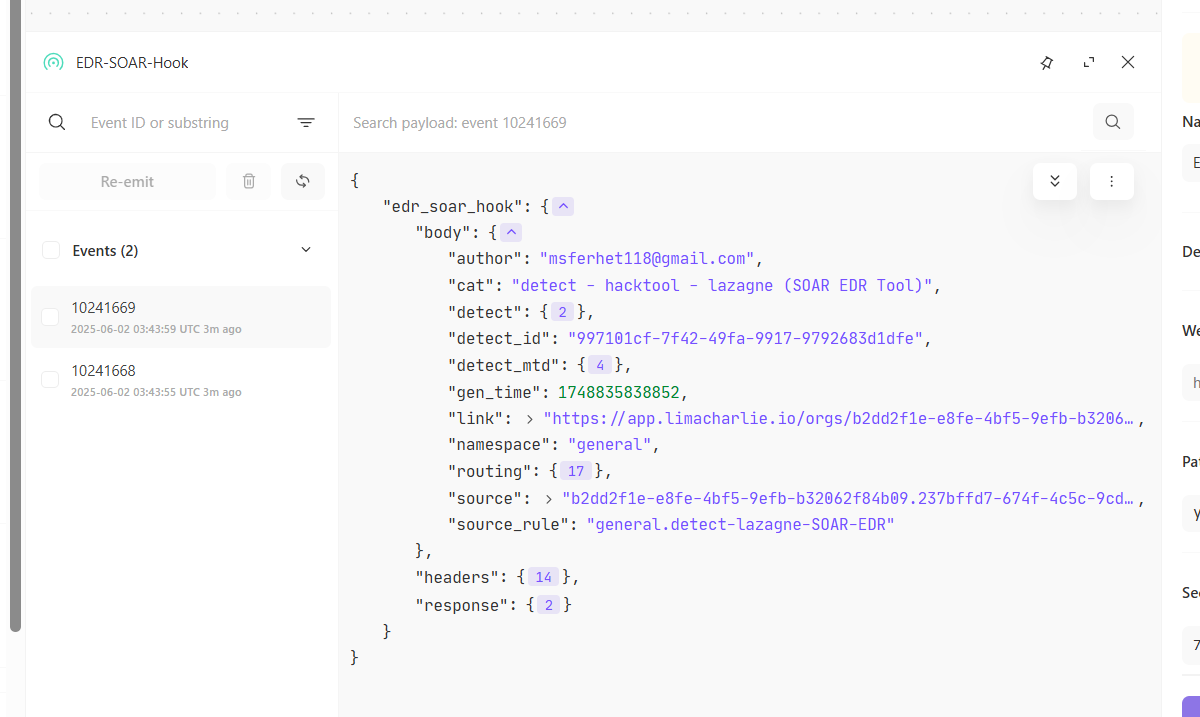 EDR-SOAR-Hook
Event ID or substring
Search payload: event 10241669
Re-emit
Events (2)
10241669
2025-06-02 03:43:59 UTC 3m ago
10241668
2025-06-02 03:43:55 UTC 3m ago
{
"edr_soar_hook": {
"body": {
"author": "msferhet118@gmail.com",
"cat": "detect - hacktool - lazagne (SOAR EDR Tool)",
"detect": { 2 },
"detect_id": "997101cf-7f42-49fa-9917-9792683d1dfe",
"detect_mtd": { 4 },
"gen_time": 1748835838852,
"link": > "https://app.limacharlie.io/orgs/b2dd2f1e-e8fe-4bf5-9efb-b3206…,
"namespace": "general",
"routing": { 17 },
"source": > "b2dd2f1e-e8fe-4bf5-9efb-b32062f84b09.237bffd7-674f-4c5c-9cd…,
"source_rule": "general.detect-lazagne-SOAR-EDR"
},
"headers": { 14 },
"response": { 2 }
}
}
Na
E
De
We
h
Pa
y
Se
7